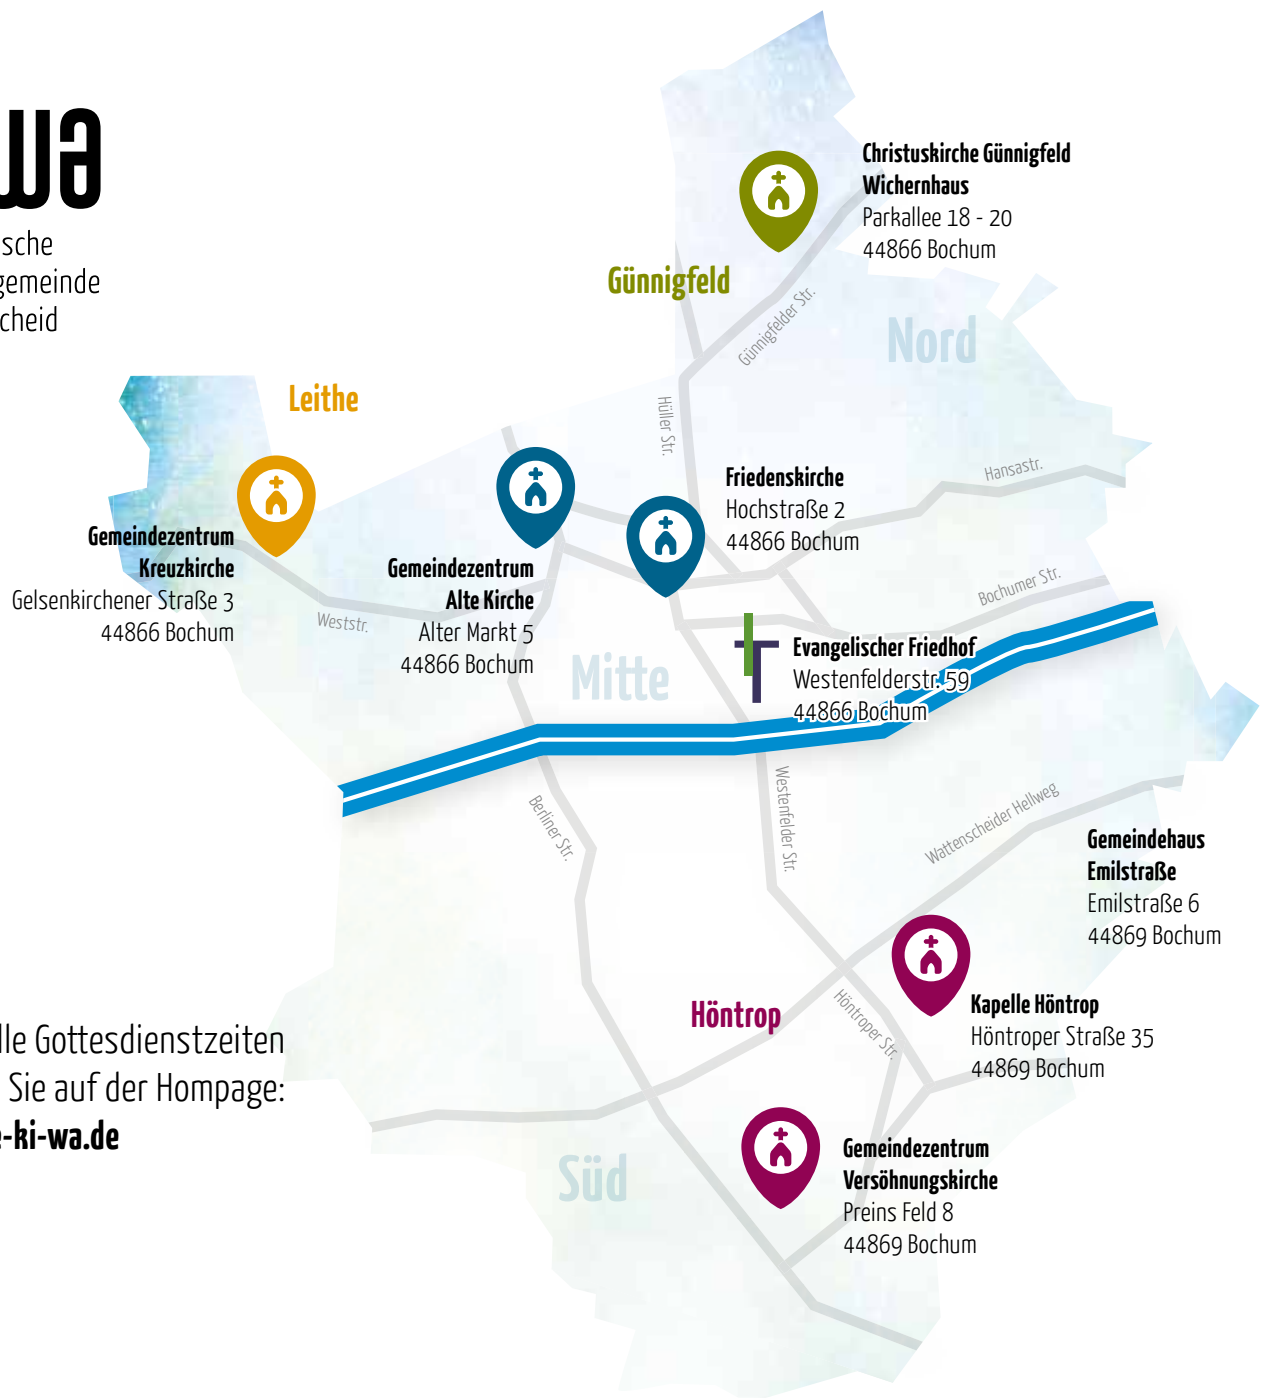 wa
sche
gemeinde
cheid
Christuskirche Günnigfeld
Wichernhaus
Parkallee 18 - 20
44866 Bochum
Günnigfeld
Günnigfelder Str.
Nord
Leithe
Hüller Str.
Hansastr.
Friedenskirche
Hochstraße 2
44866 Bochum
Gemeindezentrum
Kreuzkirche
Gelsenkirchener Straße 3
44866 Bochum
Weststr.
Gemeindezentrum
Alte Kirche
Alter Markt 5
44866 Bochum
Bochumer Str.
Mitte
Evangelischer Friedhof
Westenfelderstr. 59
44866 Bochum
Berliner Str.
Westenfelder Str.
Wattenscheider Hellweg
Gemeindehaus
Emilstraße
Emilstraße 6
44869 Bochum
Höntrop
Höntroper Str.
Kapelle Höntrop
Höntroper Straße 35
44869 Bochum
lle Gottesdienstzeiten
Sie auf der Hompage:
-ki-wa.de
Süd
Gemeindezentrum
Versöhnungskirche
Preins Feld 8
44869 Bochum